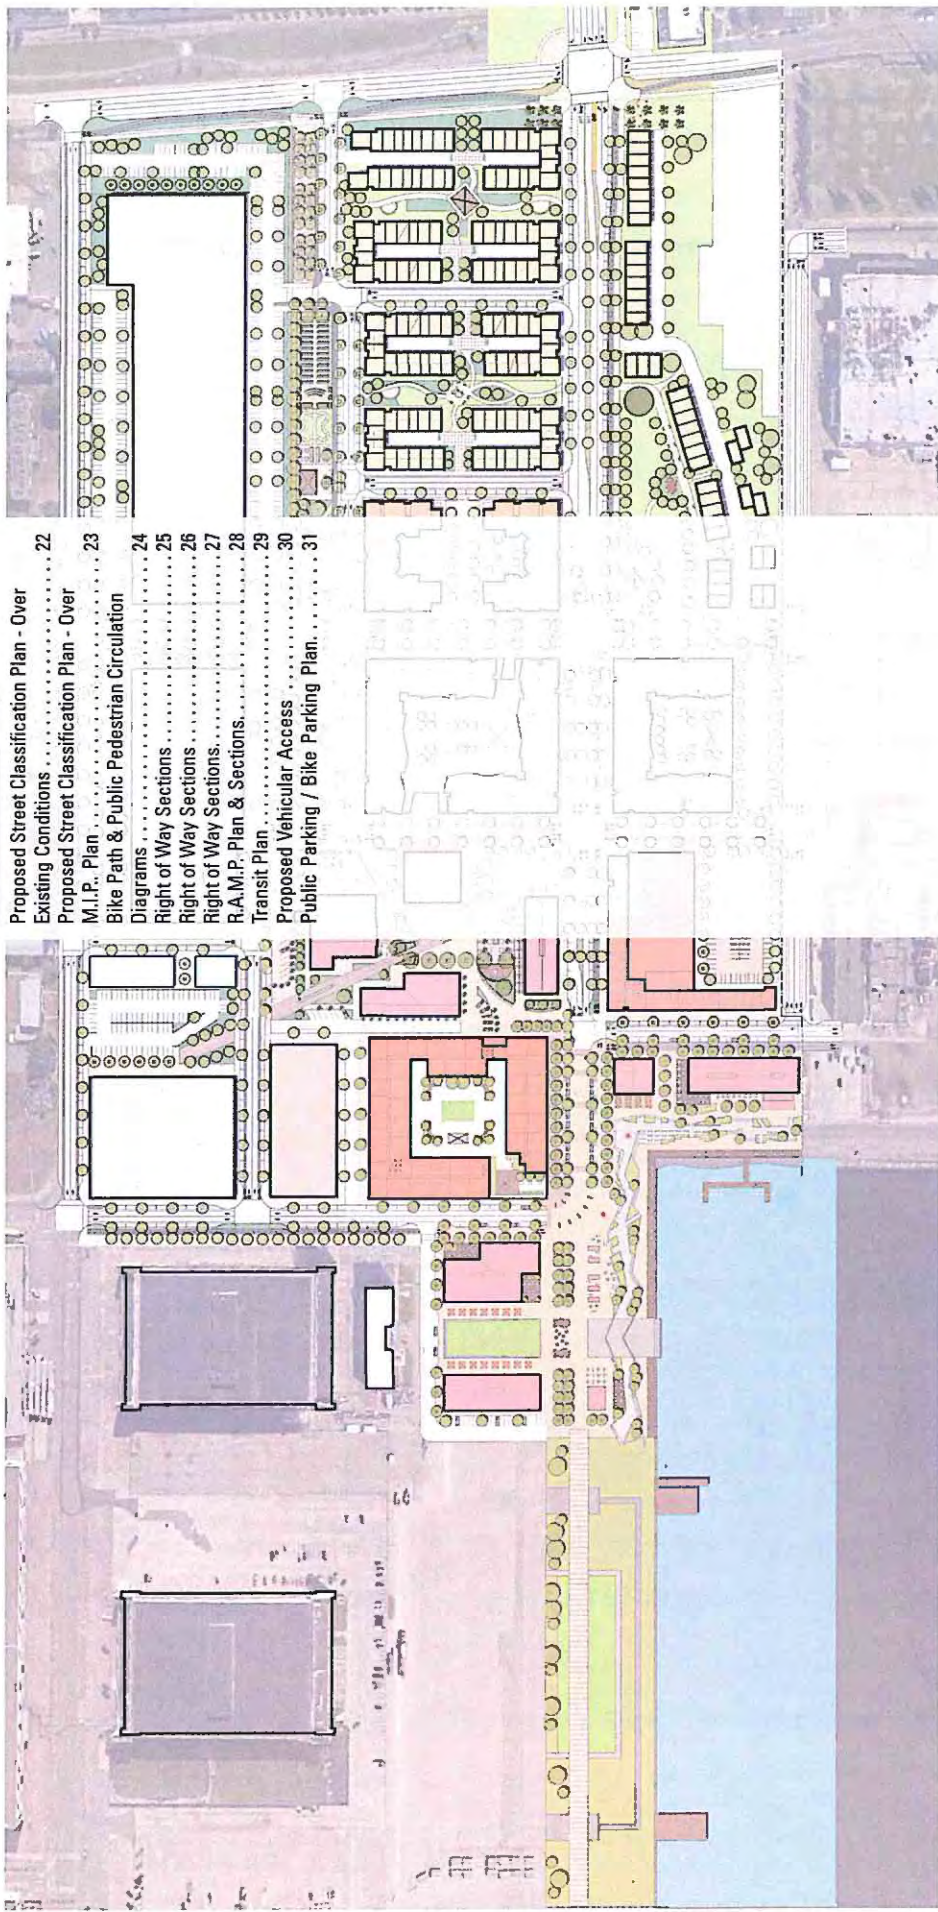 Proposed Street Classification Plan - Over
Existing Conditions . . . . . . . . . . . . . . . . . . . . . . 22
Proposed Street Classification Plan - Over
M.I.P.. Plan . . . . . . . . . . . . . . . . . . . . . . . . . . . . . 23
Bike Path & Public Pedestrian Circulation
Diagrams . . . . . . . . . . . . . . . . . . . . . . . . . . . . . . 24
Right of Way Sections . . . . . . . . . . . . . . . . . . . . 25
Right of Way Sections . . . . . . . . . . . . . . . . . . . . 26
Right of Way Sections. . . . . . . . . . . . . . . . . . . . . 27
R.A.M.P. Plan & Sections. . . . . . . . . . . . . . . . . . 28
Transit Plan . . . . . . . . . . . . . . . . . . . . . . . . . . . . 29
Proposed Vehicular Access . . . . . . . . . . . . . . . . 30
Public Parking / Bike Parking Plan. . . . . . . . . . . 31